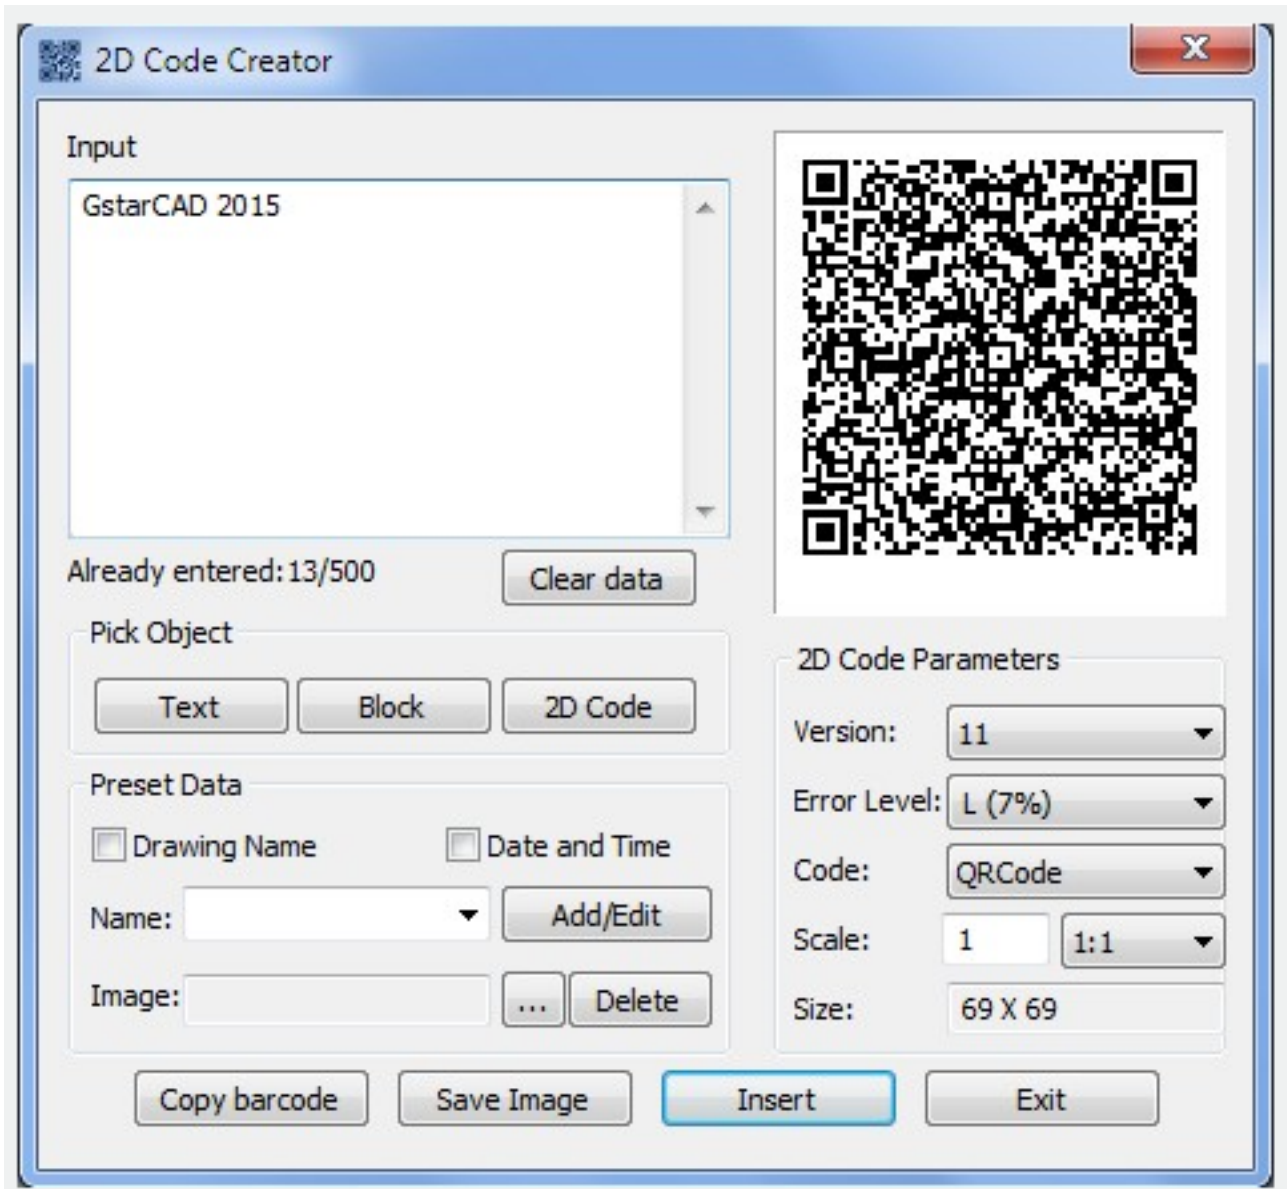 2D Code Creator
Input
GstarCAD 2015
Already entered:13/500
Clear data
Pick Object
Text
Block
2D Code
Preset Data
Drawing Name
Date and Time
Name:
Add/Edit
Image:
...
Delete
2D Code Parameters
Version:
11
Error Level:
L (7%)
Code:
QRCode
Scale:
1
1:1
Size:
69 X 69
Copy barcode
Save Image
Insert
Exit